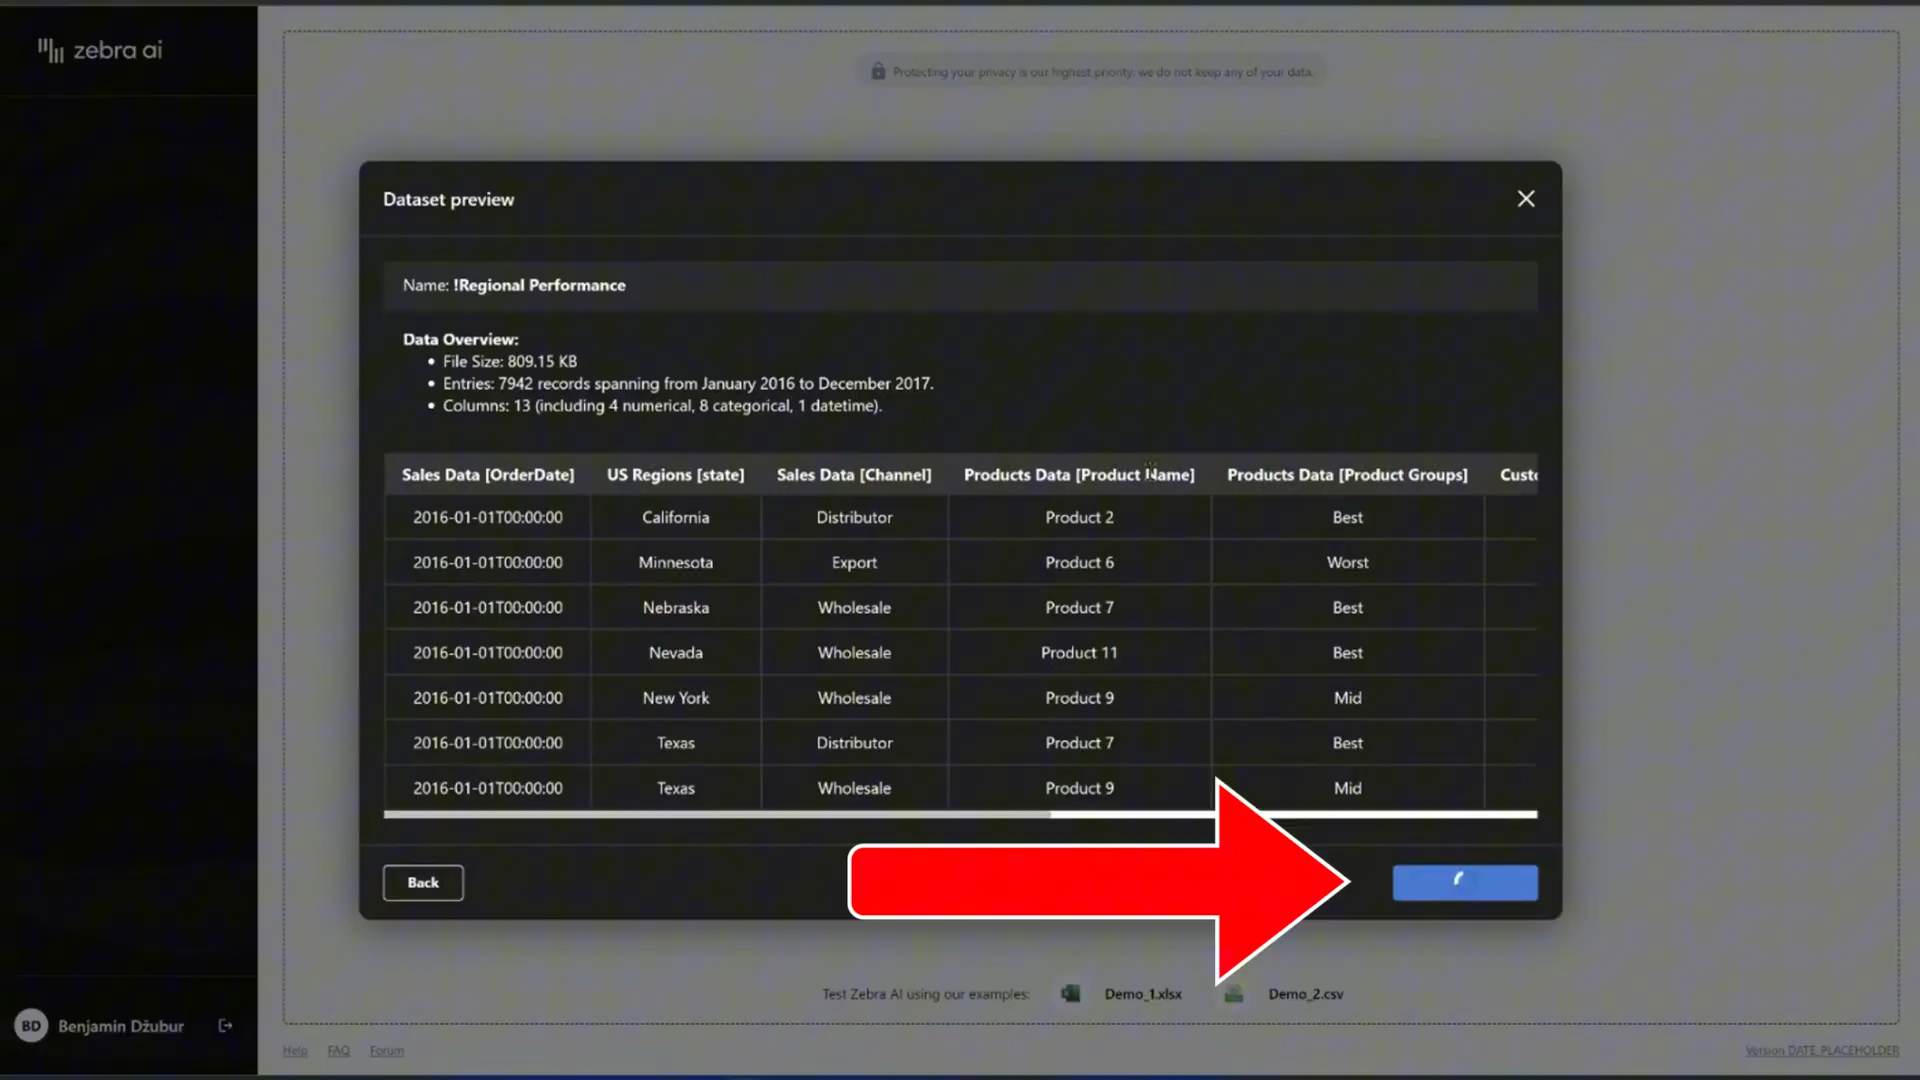 zebra ai
Protecting your privacy is our highest priority: we do not keep any of your data.
Dataset preview
Name: !Regional Performance
Data Overview:
• File Size: 809.15 KB
• Entries: 7942 records spanning from January 2016 to December 2017.
• Columns: 13 (including 4 numerical, 8 categorical, 1 datetime).
Sales Data [OrderDate] US Regions [state] Sales Data [Channel] Products Data [Product Name] Products Data [Product Groups] Custo
2016-01-01T00:00:00 California Distributor Product 2 Best
2016-01-01T00:00:00 Minnesota Export Product 6 Worst
2016-01-01T00:00:00 Nebraska Wholesale Product 7 Best
2016-01-01T00:00:00 Nevada Wholesale Product 11 Best
2016-01-01T00:00:00 New York Wholesale Product 9 Mid
2016-01-01T00:00:00 Texas Distributor Product 7 Best
2016-01-01T00:00:00 Texas Wholesale Product 9 Mid
Back
Test Zebra AI using our examples: Demo_1.xlsx Demo_2.csv
BD Benjamin Džubur
Help FAQ Forum
Version DATE_PLACEHOLDER